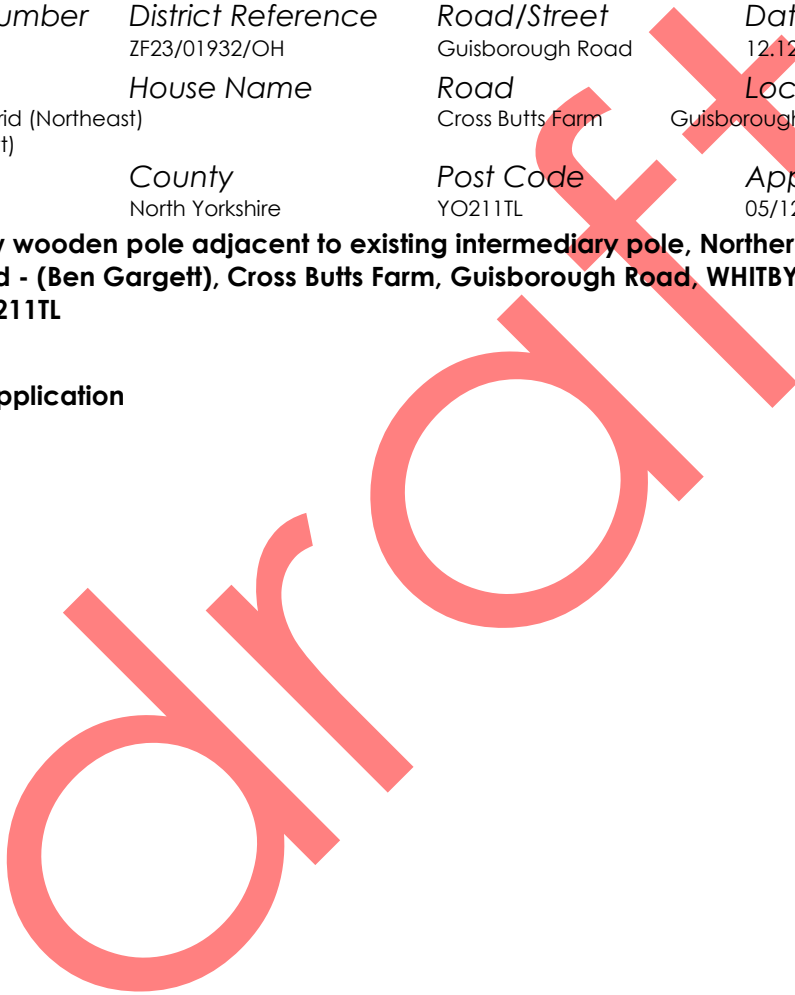 umber District Reference Road/Street Dat
ZF23/01932/OH Guisborough Road 12.12
House Name Road Loc
rid (Northeast) Cross Butts Farm Guisborough
t)
County Post Code App
North Yorkshire YO211TL 05/12
y wooden pole adjacent to existing intermediary pole, Norther
d - (Ben Gargett), Cross Butts Farm, Guisborough Road, WHITBY
211TL
pplication
draft